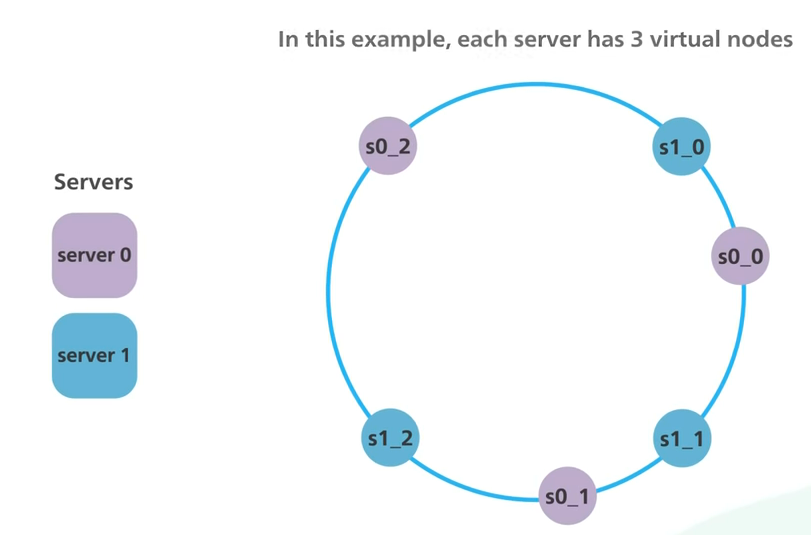 In this example, each server has 3 virtual nodes
Servers
server 0
server 1
s0_2
s1_0
s0_0
s1_2
s1_1
s0_1